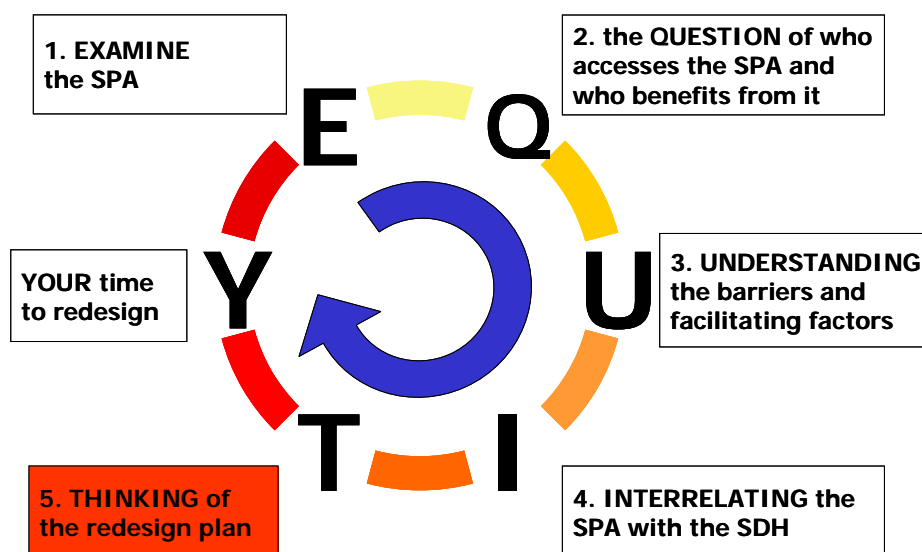 1. EXAMINE
the SPA
2. the QUESTION of who
accesses the SPA and
who benefits from it
E
Q
U
I
T
Y
3. UNDERSTANDING
the barriers and
facilitating factors
4. INTERRELATING the
SPA with the SDH
5. THINKING of
the redesign plan
YOUR time
to redesign